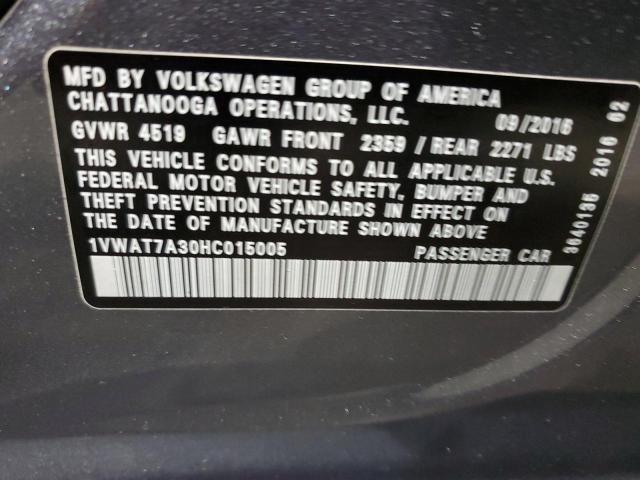 MFD BY VOLKSWAGEN GROUP OF AMERICA
CHATTANOOGA OPERATIONS, LLC. 09/2016
GVWR 4519 GAWR FRONT 2359 / REAR 2271 LBS
THIS VEHICLE CONFORMS TO ALL APPLICABLE U.S.
FEDERAL MOTOR VEHICLE SAFETY, BUMPER AND
THEFT PREVENTION STANDARDS IN EFFECT ON
THE DATE OF MANUFACTURE SHOWN ABOVE
1VWAT7A30HC015005 PASSENGER CAR
3640135 2016 62